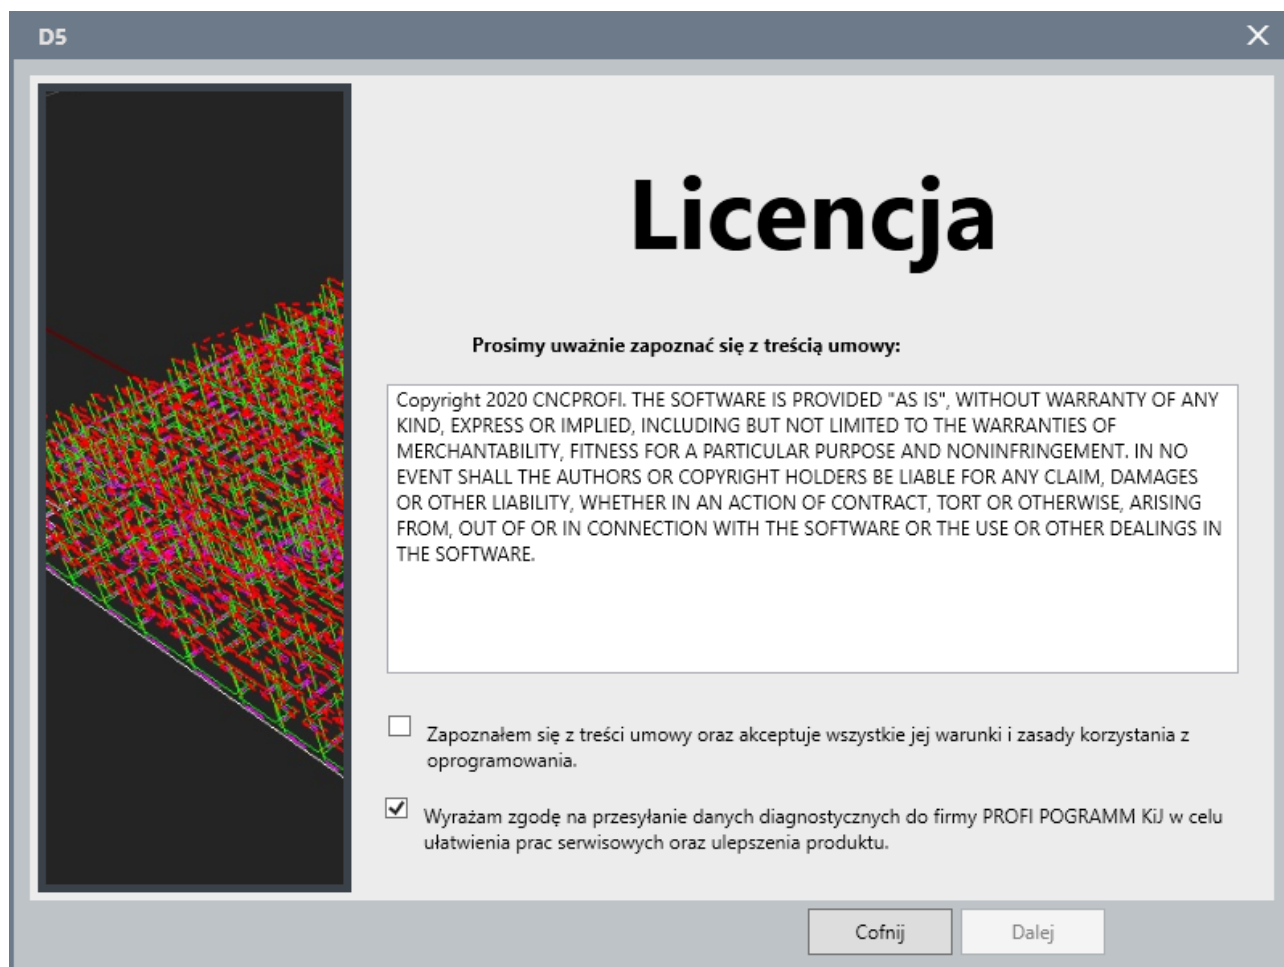 D5
Licencja
Prosimy uważnie zapoznać się z treścią umowy:
Copyright 2020 CNCPROFI. THE SOFTWARE IS PROVIDED "AS IS", WITHOUT WARRANTY OF ANY
KIND, EXPRESS OR IMPLIED, INCLUDING BUT NOT LIMITED TO THE WARRANTIES OF
MERCHANTABILITY, FITNESS FOR A PARTICULAR PURPOSE AND NONINFRINGEMENT. IN NO
EVENT SHALL THE AUTHORS OR COPYRIGHT HOLDERS BE LIABLE FOR ANY CLAIM, DAMAGES
OR OTHER LIABILITY, WHETHER IN AN ACTION OF CONTRACT, TORT OR OTHERWISE, ARISING
FROM, OUT OF OR IN CONNECTION WITH THE SOFTWARE OR THE USE OR OTHER DEALINGS IN
THE SOFTWARE.
Zapoznałem się z treści umowy oraz akceptuje wszystkie jej warunki i zasady korzystania z
oprogramowania.
Wyrażam zgodę na przesyłanie danych diagnostycznych do firmy PROFI POGRAMM KiJ w celu
ułatwienia prac serwisowych oraz ulepszenia produktu.
Cofnij
Dalej